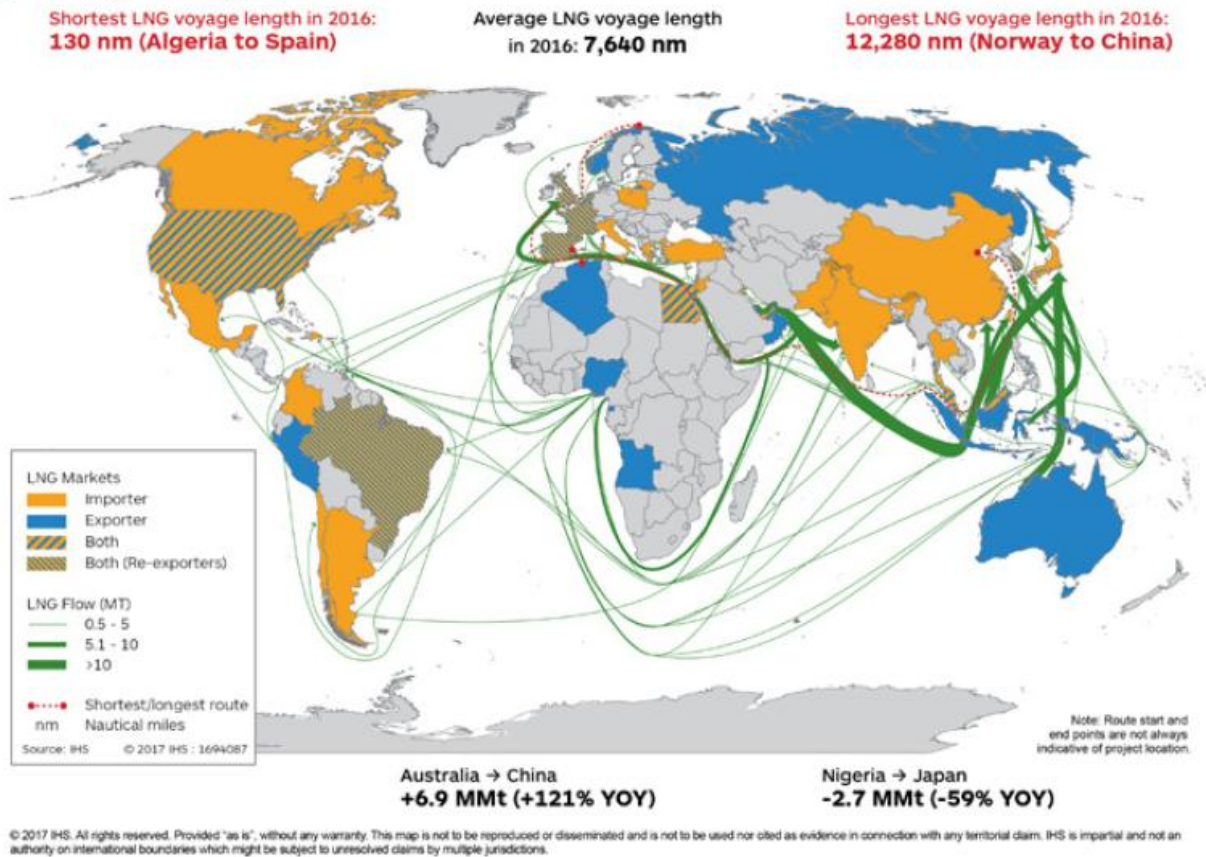 Shortest LNG voyage length in 2016:
130 nm (Algeria to Spain)
Average LNG voyage length
in 2016: 7,640 nm
Longest LNG voyage length in 2016:
12,280 nm (Norway to China)
LNG Markets
Importer
Exporter
Both
Both (Re-exporters)
LNG Flow (MT)
0.5 - 5
5.1 - 10
>10
Shortest/longest route
nm Nautical miles
Source: IHS © 2017 IHS : 1694087
Note: Route start and
end points are not always
indicative of project location.
Australia → China
+6.9 MMt (+121% YOY)
Nigeria → Japan
-2.7 MMt (-59% YOY)
© 2017 IHS. All rights reserved. Provided "as is", without any warranty. This map is not to be reproduced or disseminated and is not to be used nor cited as evidence in connection with any territorial claim. IHS is impartial and not an
authority on international boundaries which might be subject to unresolved claims by multiple jurisdictions.